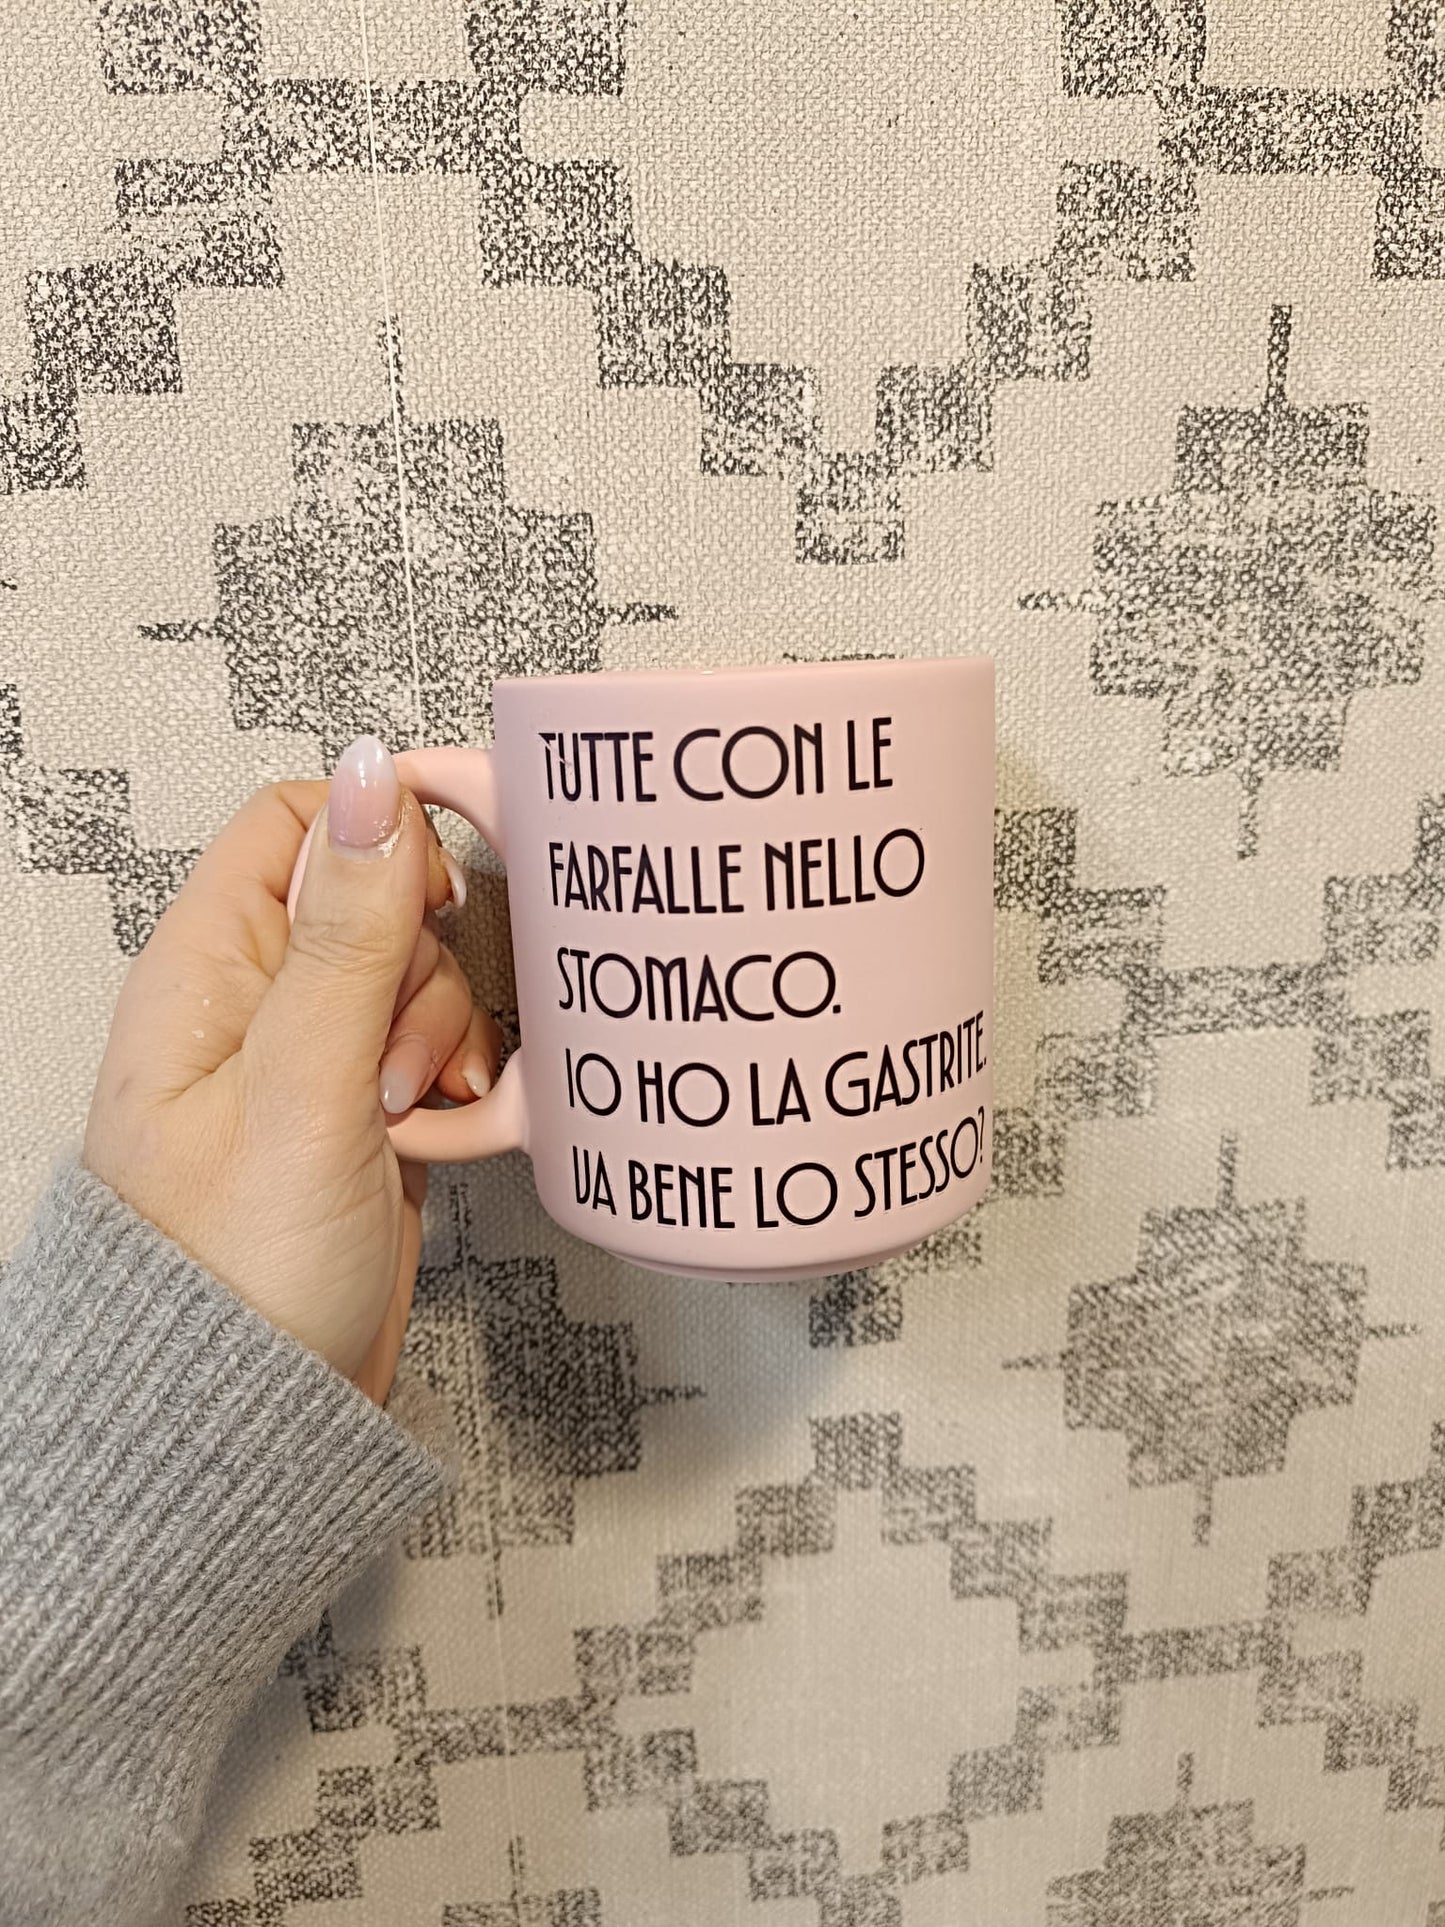 TUTTE CON LE
FARFALLE NELLO
STOMACO.
IO HO LA GASTRITE.
VA BENE LO STESSO?